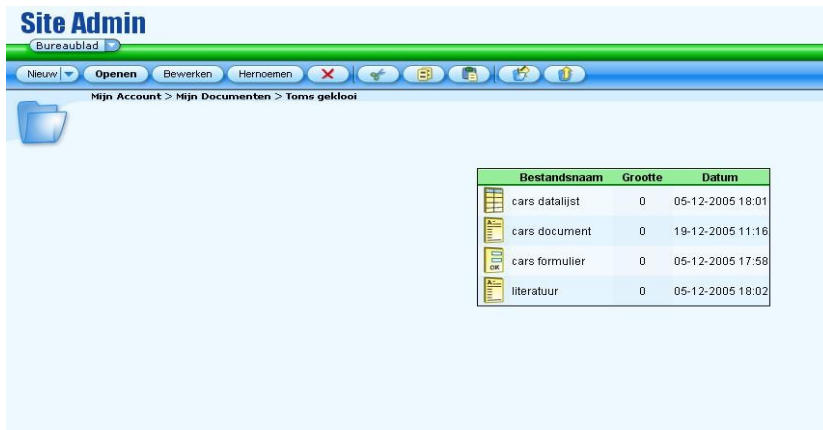 Site Admin
Bureaublad
Nieuw Openen Bewerken Hernoemen
Mijn Account > Mijn Documenten > Toms geklooi
Bestandsnaam Grootte Datum
cars datalijst 0 05-12-2005 18:01
cars document 0 19-12-2005 11:16
cars formulier 0 05-12-2005 17:58
literatuur 0 05-12-2005 18:02